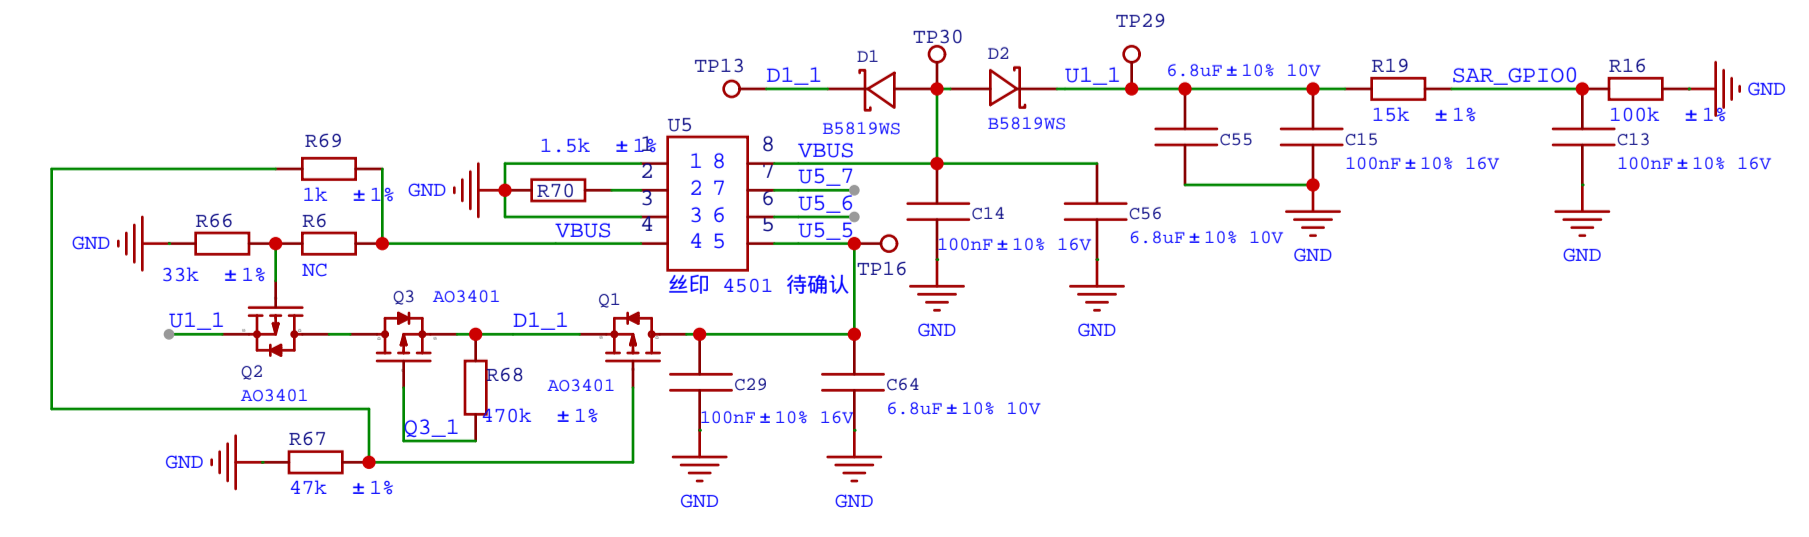 TP29
TP30
D1
D2
TP13
D1_1
U1_1
6.8uF±10% 10V
R19
SAR_GPIO0
R16
GND
15k ±1%
100k ±1%
B5819WS
B5819WS
U5
C55
C15
C13
100nF±10% 16V
100nF±10% 16V
R69
1.5k ±1%
1
1 8
8
VBUS
2
2 7
7
U5_7
GND
R70
1k ±1%
3
3 6
6
U5_6
4
4 5
5
U5_5
VBUS
R66
R6
GND
C14
C56
100nF±10% 16V
6.8uF±10% 10V
GND
GND
33k ±1%
NC
TP16
丝印 4501 待确认
Q3
AO3401
Q1
U1_1
D1_1
GND
GND
Q2
AO3401
R68
AO3401
C29
C64
470k ±1%
100nF±10% 16V
6.8uF±10% 10V
Q3_1
R67
GND
47k ±1%
GND
GND